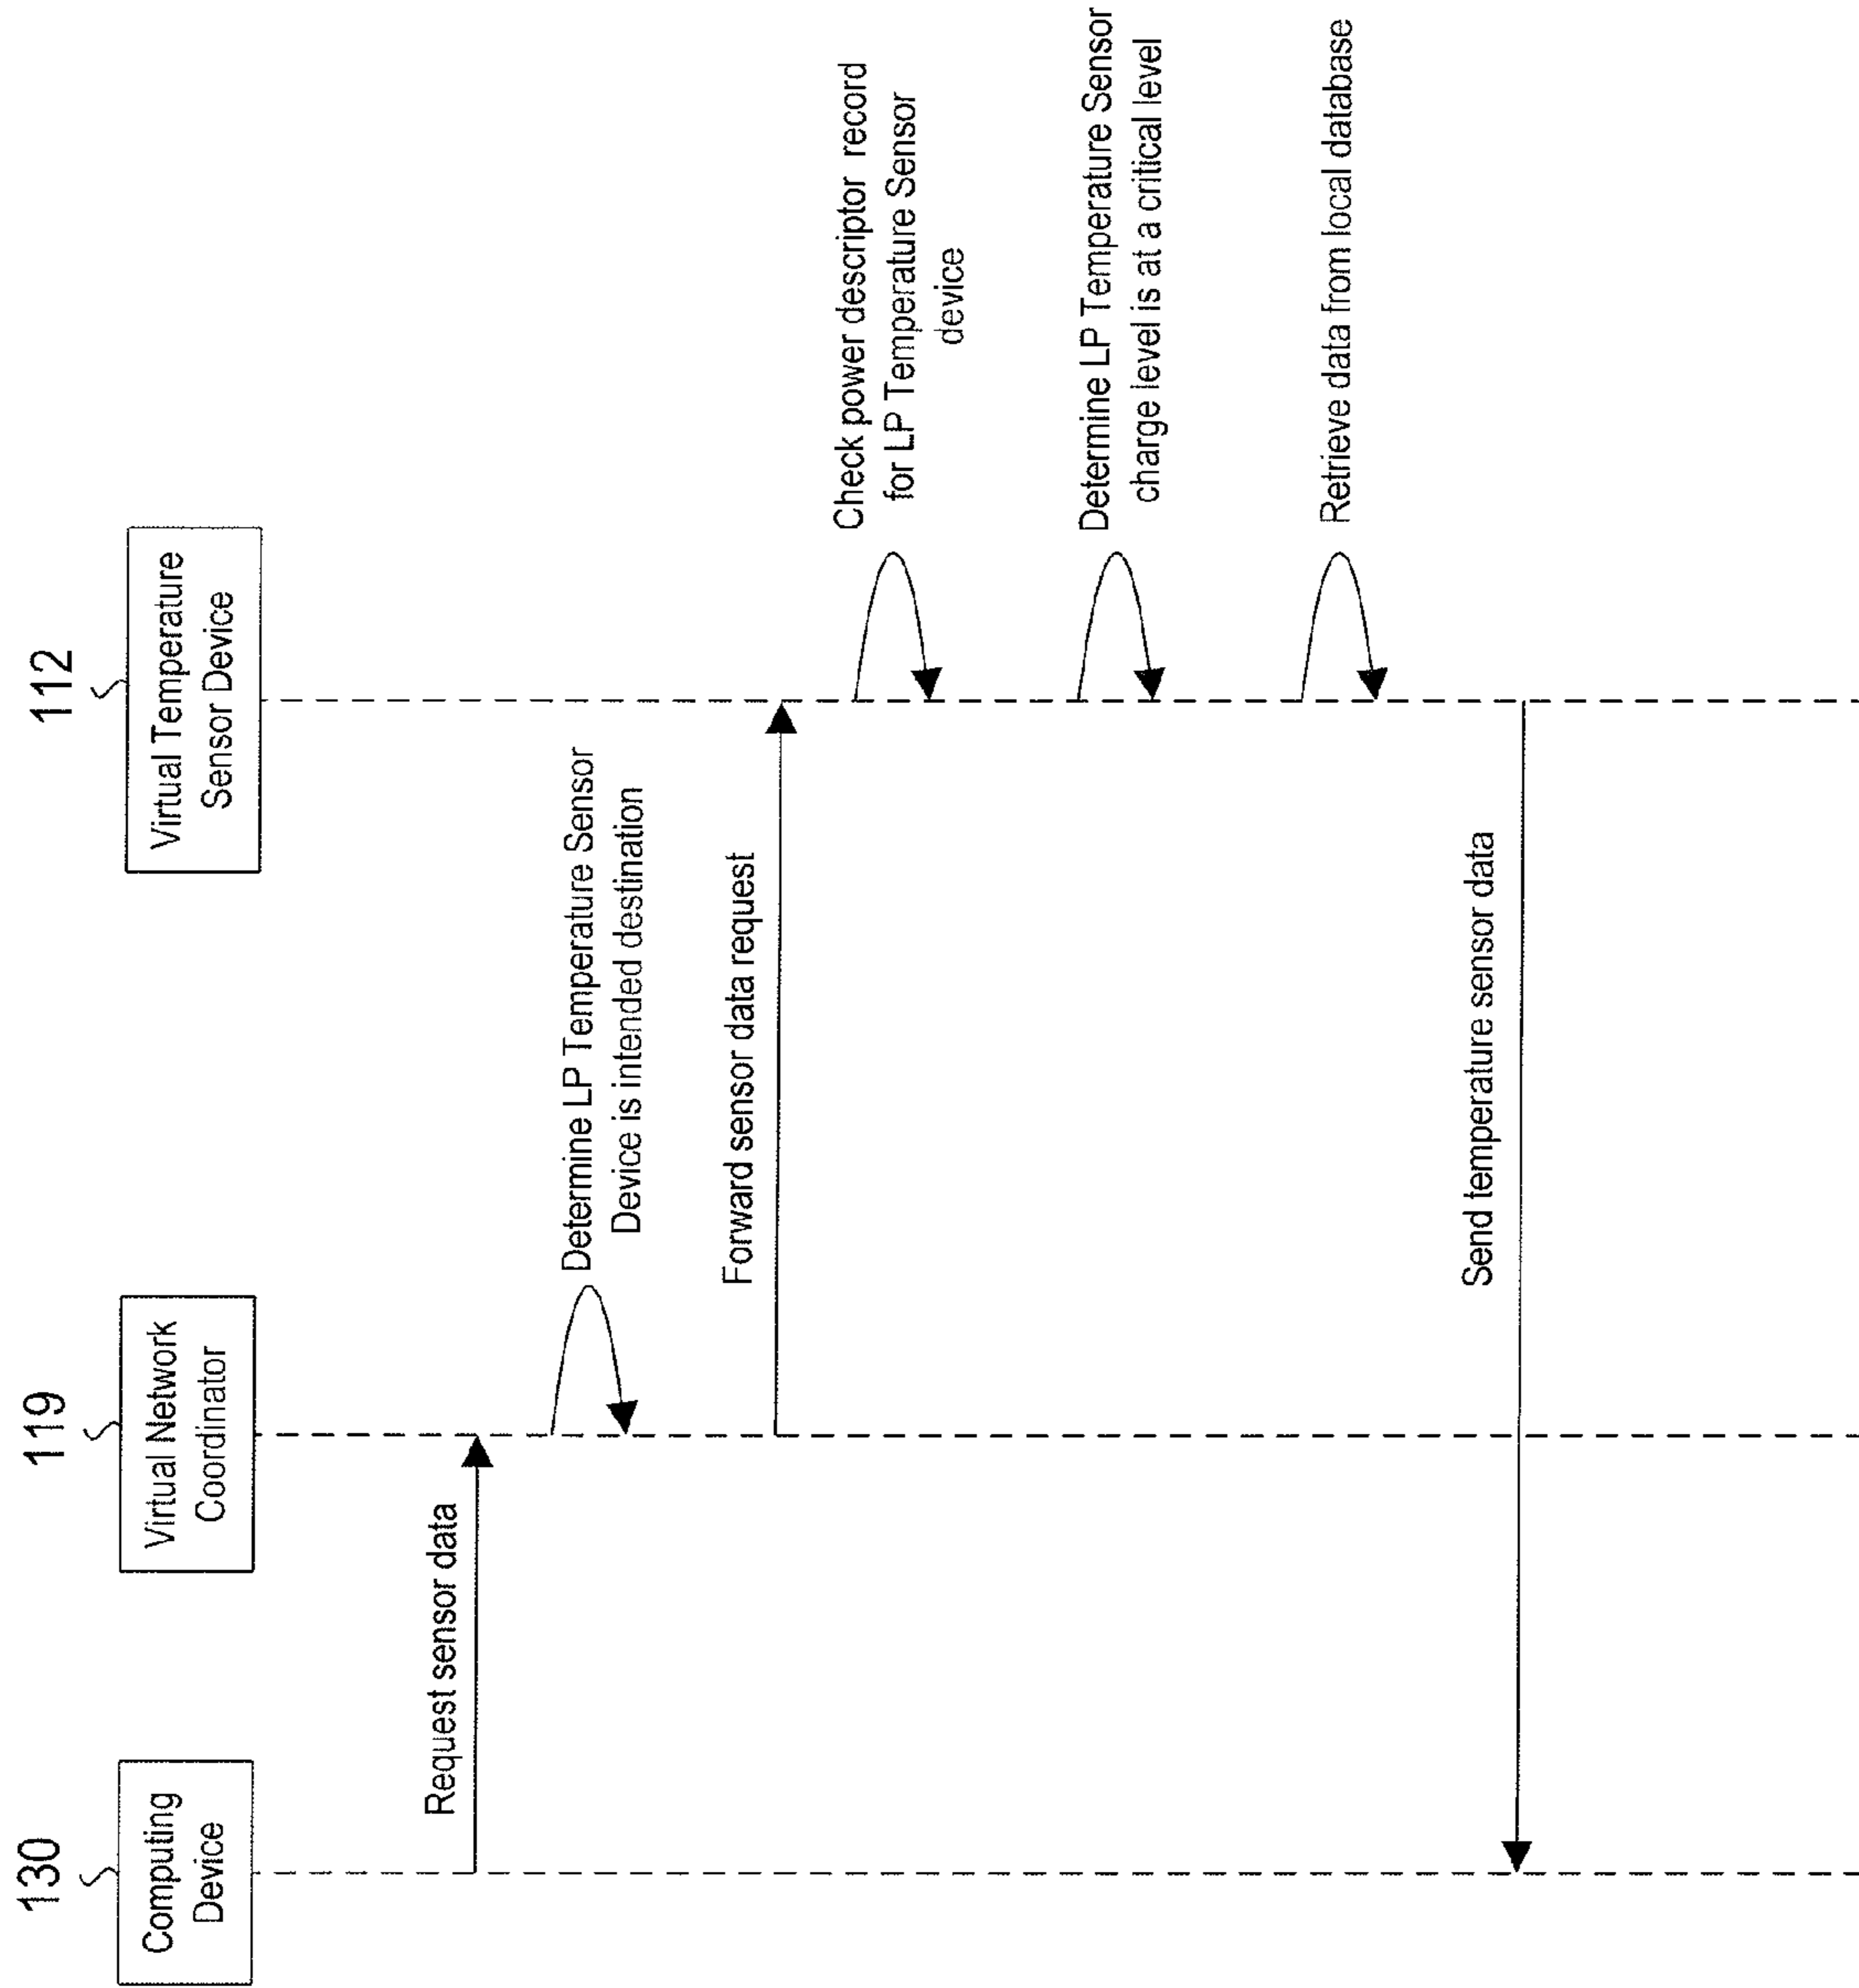 130
Computing
Device
119
Virtual Network
Coordinator
112
Virtual Temperature
Sensor Device
Request sensor data
Determine LP Temperature Sensor
Device is intended destination
Forward sensor data request
Check power descriptor record
for LP Temperature Sensor
device
Determine LP Temperature Sensor
charge level is at a critical level
Retrieve data from local database
Send temperature sensor data